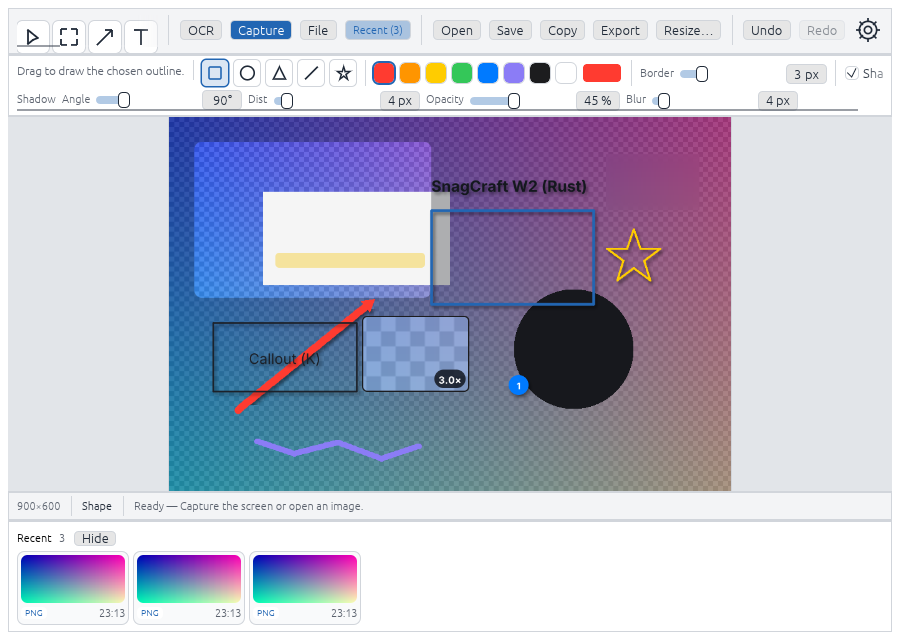 T OCR Capture File Recent (3) Open Save Copy Export Resize... Undo Redo
Drag to draw the chosen outline. Border 3 px Sha
Shadow Angle 90° Dist 4 px Opacity 45 % Blur 4 px
SnagCraft W2 (Rust)
Callout (K)
3.0×
1
900×600 Shape Ready — Capture the screen or open an image.
Recent 3 Hide
PNG 23:13 PNG 23:13 PNG 23:13